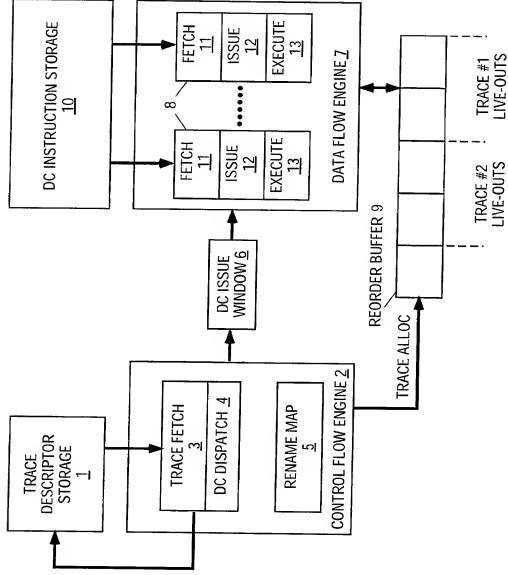 TRACE
DESCRIPTOR
STORAGE
1
TRACE FETCH
3
DC DISPATCH 4
RENAME MAP
5
CONTROL FLOW ENGINE 2
DC ISSUE
WINDOW 6
DC INSTRUCTION STORAGE
10
FETCH
11
ISSUE
12
EXECUTE
13
8
FETCH
11
ISSUE
12
EXECUTE
13
DATA FLOW ENGINE 7
TRACE ALLOC
REORDER BUFFER 9
TRACE #2
LIVE-OUTS
TRACE #1
LIVE-OUTS